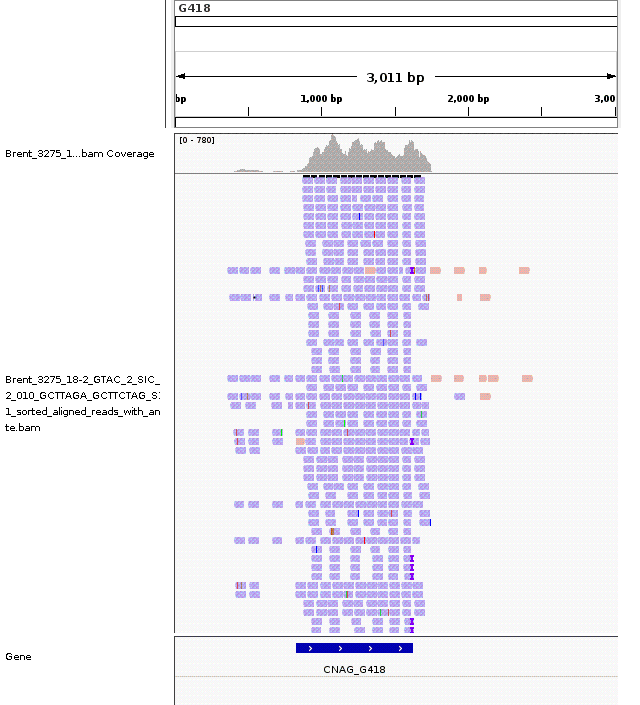 G418
3,011 bp
bp 1,000 bp 2,000 bp 3,00
[0 - 780]
Brent_3275_1...bam Coverage
Brent_3275_18-2_GTAC_2_SIC_
2_010_GCTTAGA_GCTTCTAG_S
1_sorted_aligned_reads_with_an
te.bam
Gene
CNAG_G418